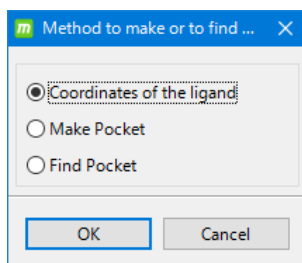 Method to make or to find ...
Coordinates of the ligand
Make Pocket
Find Pocket
OK Cancel